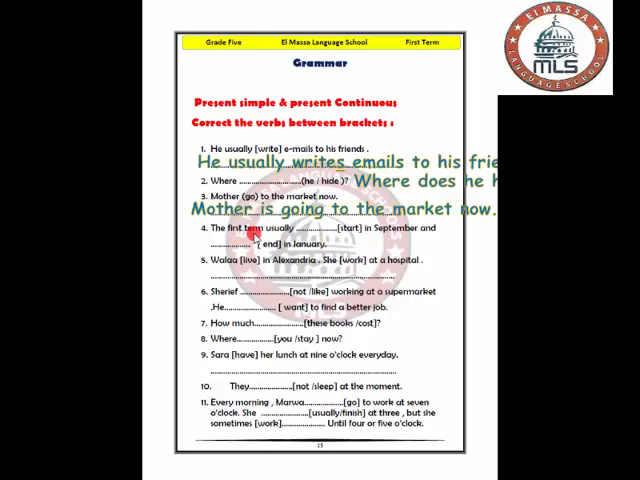 EL MASSA
MLS
LANGUAGE SCHOOL
Grade Five El Massa Language School First Term
Grammar
Present simple & present Continuous
Correct the verbs between brackets :
1. He usually [write] e-mails to his friends .
He usually writes emails to his frie
2. Where ..............................(he / hide )? Where does he h
3. Mother (go) to the market now.
Mother is going to the market now.
4. The first term usually ....................[start] in September and
................... [ end] in January.
5. Walaa [live] in Alexandria . She [work] at a hospital .
6. Sherief .......................[not /like] working at a supermarket
.He.......................... [ want] to find a better job.
7. How much........................[these books /cost]?
8. Where..................[you /stay ] now?
9. Sara [have] her lunch at nine o'clock everyday.
10. They.....................[not /sleep] at the moment.
11. Every morning , Marwa...................[go] to work at seven
o'clock. She .......................[usually/finish] at three , but she
sometimes [work]..................... Until four or five o'clock.
15